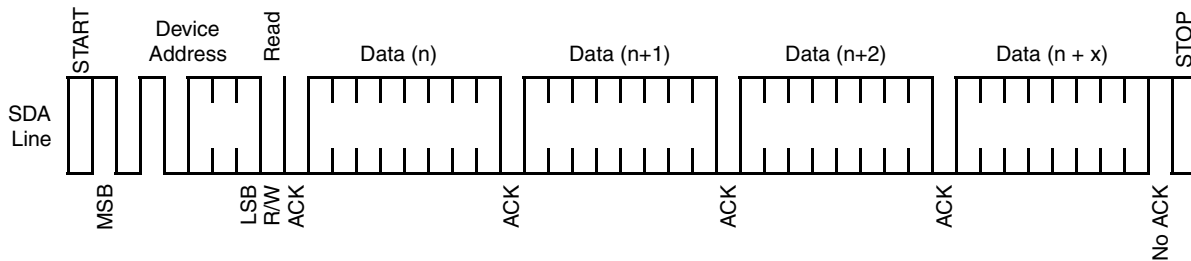 START
Device
Address
Read
Data (n)
Data (n+1)
Data (n+2)
Data (n + x)
STOP
SDA
Line
MSB
LSB
R/W
ACK
ACK
ACK
ACK
No ACK